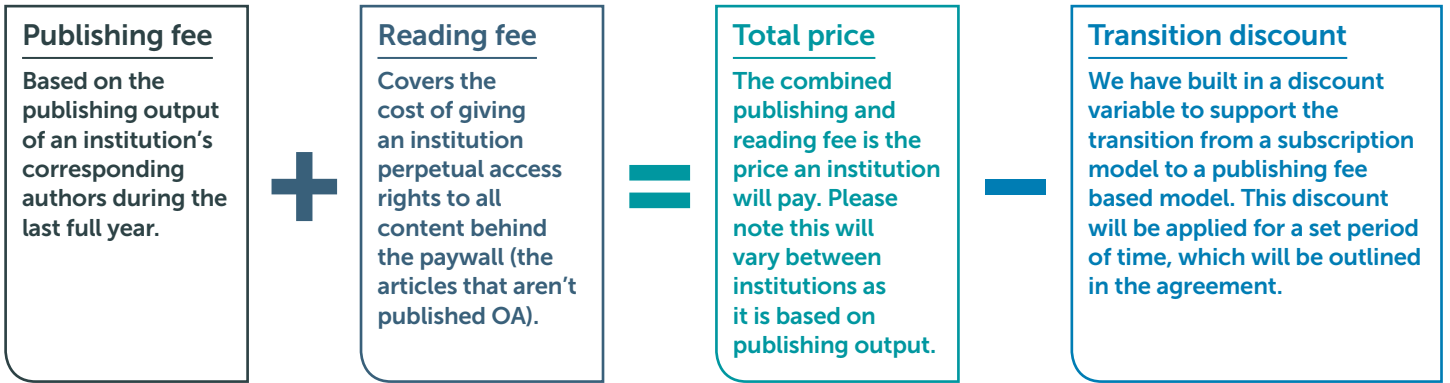 Publishing fee
Based on the
publishing output
of an institution's
corresponding
authors during the
last full year.
+
Reading fee
Covers the
cost of giving
an institution
perpetual access
rights to all
content behind
the paywall (the
articles that aren't
published OA).
=
Total price
The combined
publishing and
reading fee is the
price an institution
will pay. Please
note this will
vary between
institutions as
it is based on
publishing output.
−
Transition discount
We have built in a discount
variable to support the
transition from a subscription
model to a publishing fee
based model. This discount
will be applied for a set period
of time, which will be outlined
in the agreement.